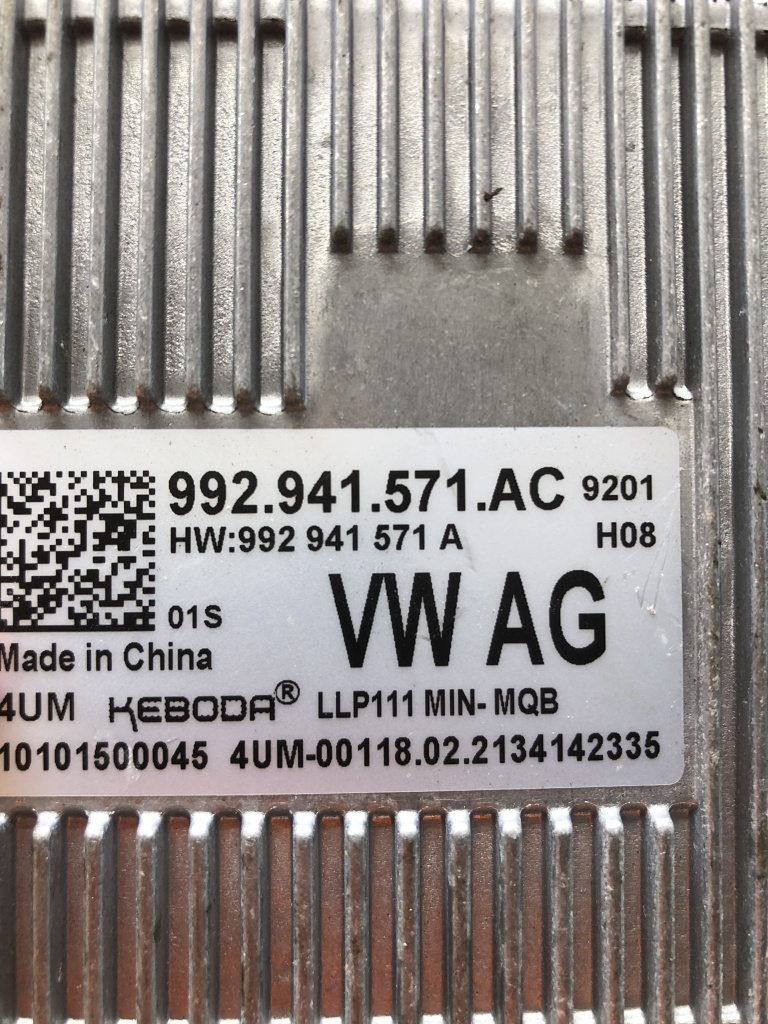 992.941.571.AC 9201
HW:992 941 571 A H08
01S VW AG
Made in China
4UM KEBODA® LLP111 MIN- MQB
10101500045 4UM-00118.02.2134142335